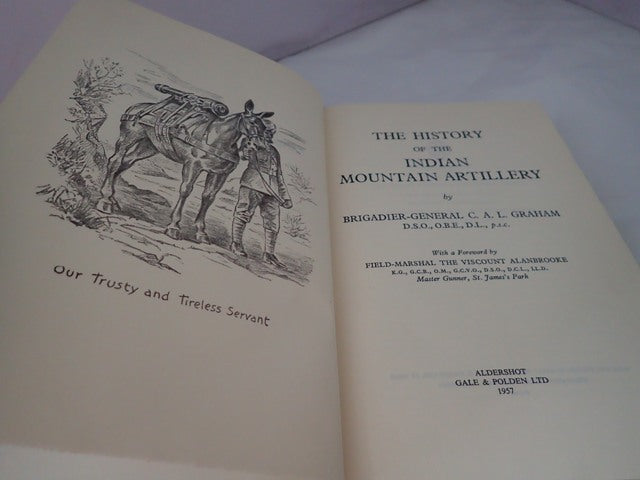 Our Trusty and Tireless Servant
THE HISTORY
OF THE
INDIAN
MOUNTAIN ARTILLERY
by
BRIGADIER-GENERAL C. A. L. GRAHAM
D.S.O., O.B.E., D.L., p.s.c.
With a Foreword by
FIELD-MARSHAL THE VISCOUNT ALANBROOKE
K.G., G.C.B., O.M., G.C.V.O., D.S.O., D.C.L., LL.D.
Master Gunner, St. James's Park
ALDERSHOT
GALE & POLDEN LTD
1957